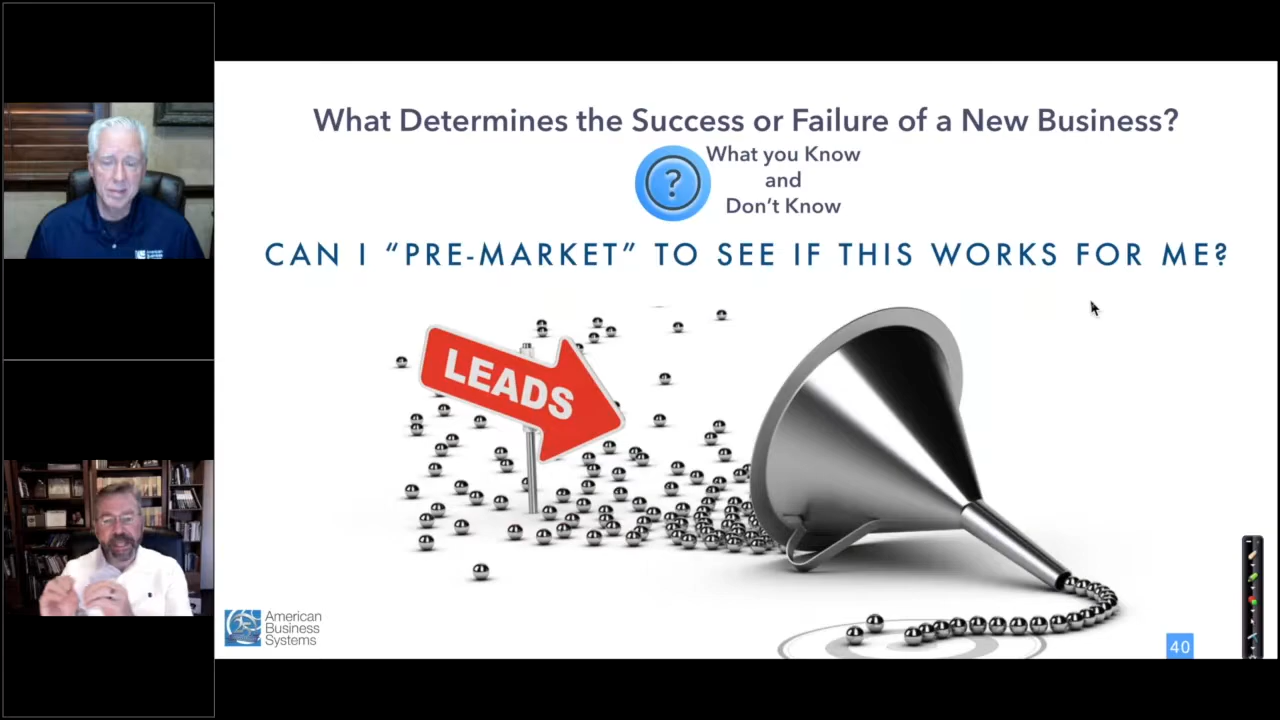 What Determines the Success or Failure of a New Business?
What you Know
and
Don’t Know
CAN I “PRE-MARKET” TO SEE IF THIS WORKS FOR ME?
LEADS
American
Business
Systems
40